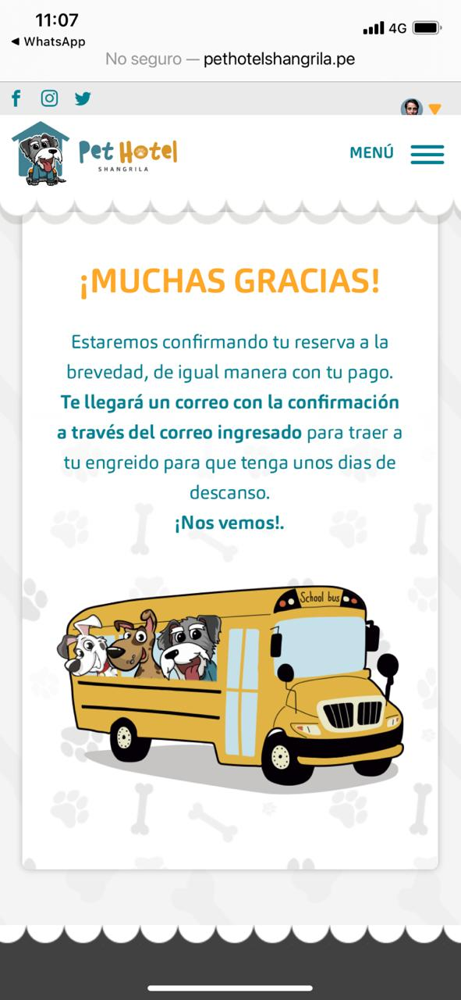 11:07
4G
◀ WhatsApp
No seguro — pethotelshangrila.pe
Pet Hotel
SHANGRILA
MENÚ
¡MUCHAS GRACIAS!
Estaremos confirmando tu reserva a la
brevedad, de igual manera con tu pago.
Te llegará un correo con la confirmación
a través del correo ingresado para traer a
tu engreido para que tenga unos dias de
descanso.
¡Nos vemos!.
School bus